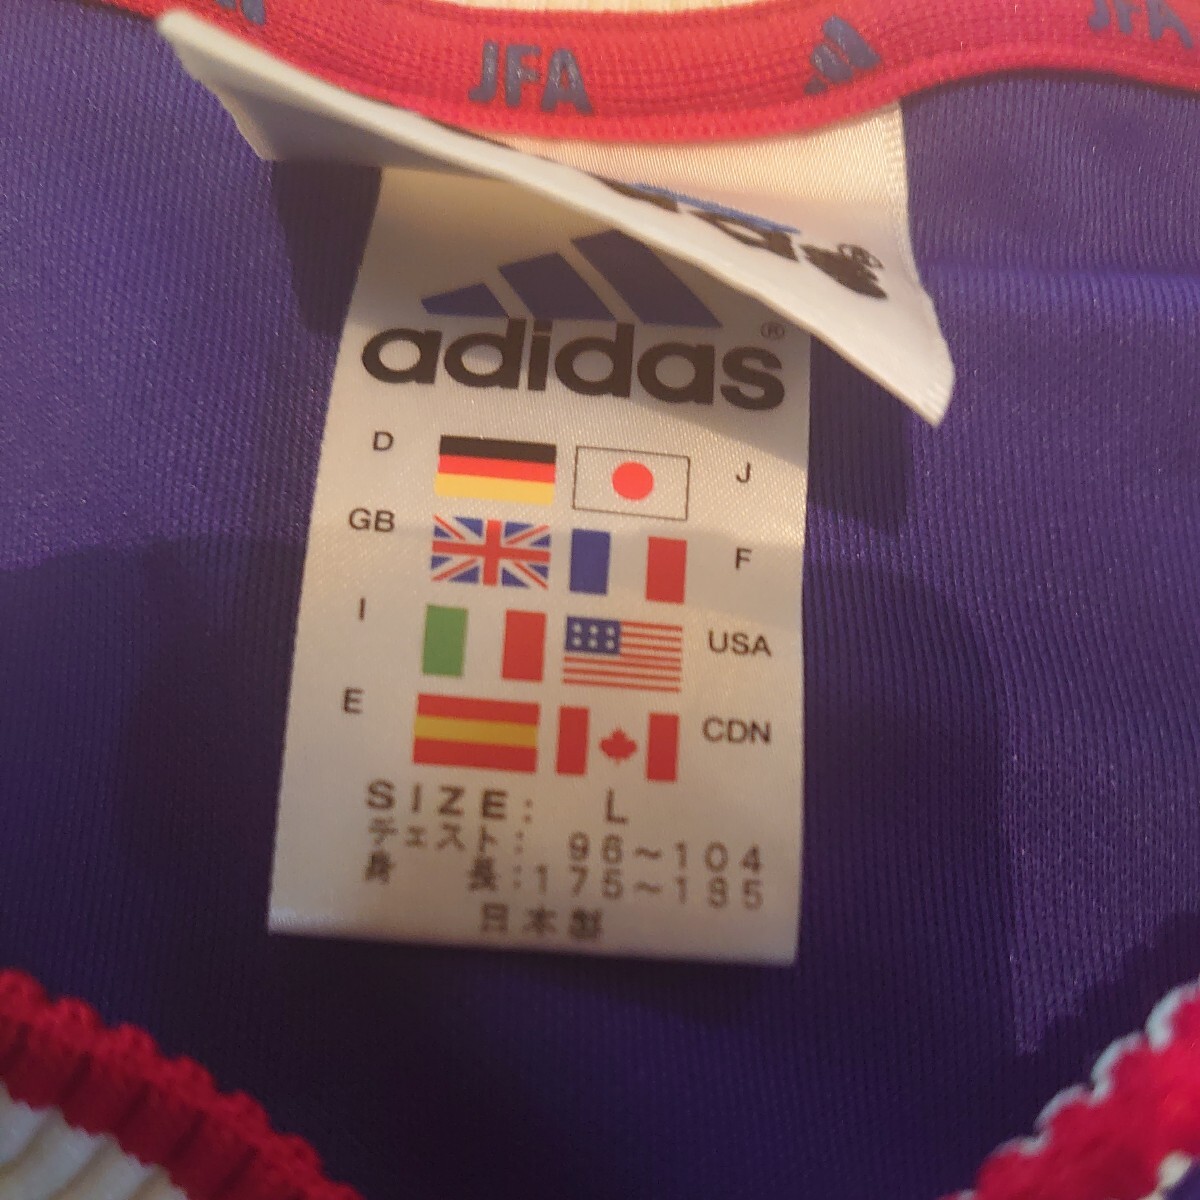 JFA
JFA
adidas®
D J
GB F
I USA
E CDN
SIZE: L
チェスト: 96~104
身 長:175~185
日本製